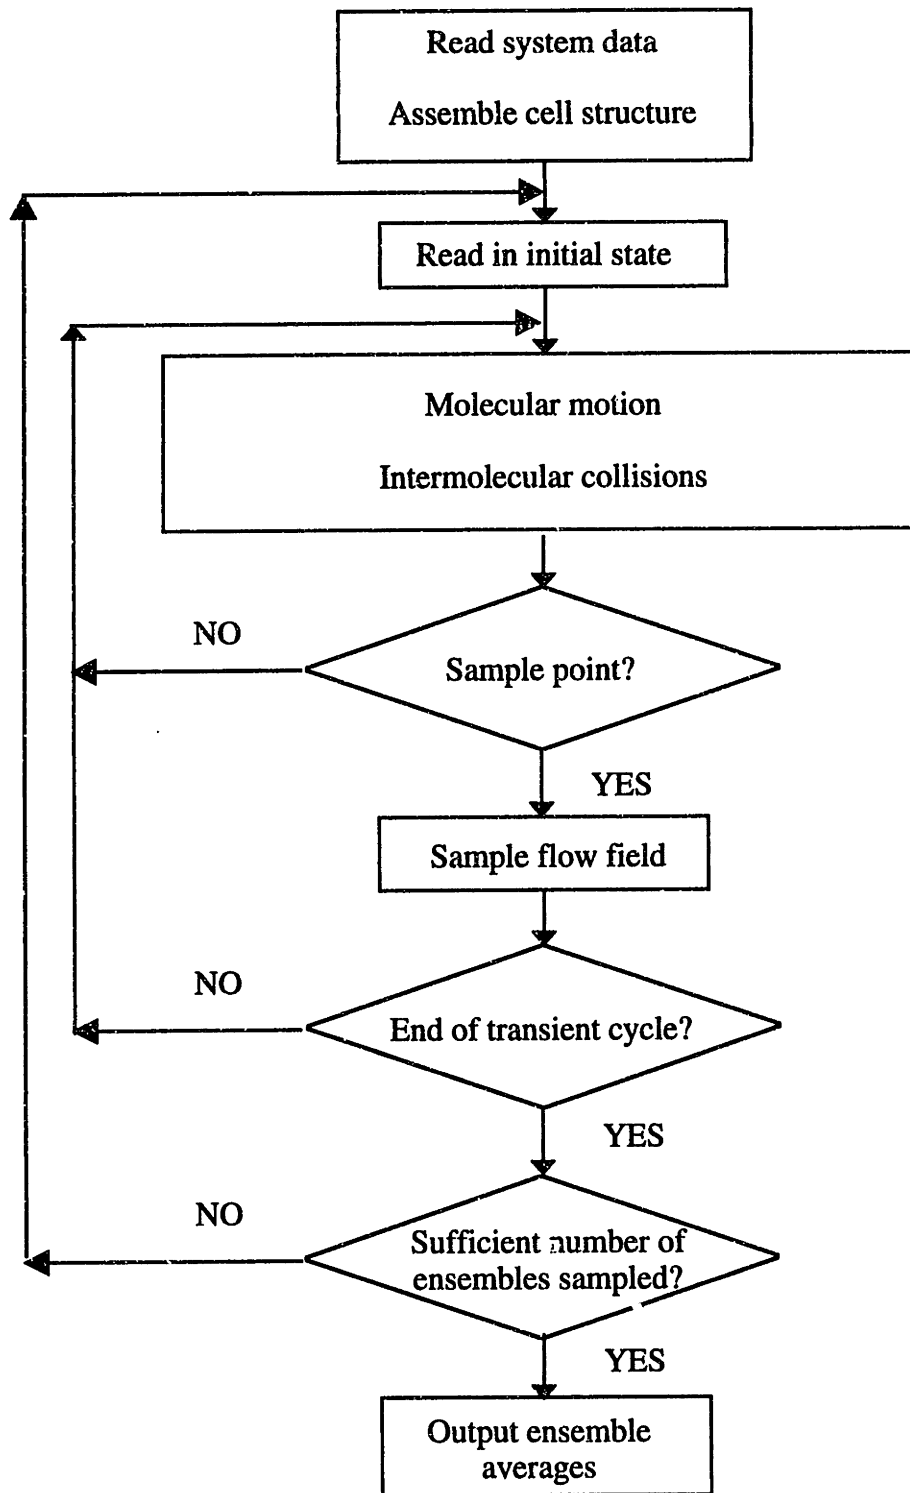 Read system data
Assemble cell structure
Read in initial state
Molecular motion
Intermolecular collisions
NO
Sample point?
YES
Sample flow field
NO
End of transient cycle?
YES
NO
Sufficient number of
ensembles sampled?
YES
Output ensemble
averages